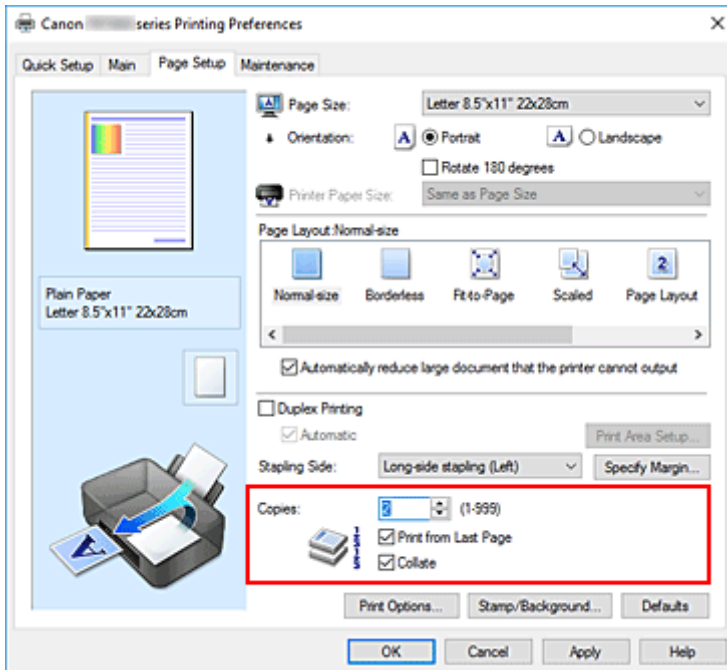 Canon series Printing Preferences
Quick Setup Main Page Setup Maintenance
Page Size: Letter 8.5"x11" 22x28cm
Orientation: A Portrait A Landscape
Rotate 180 degrees
Printer Paper Size: Same as Page Size
Page Layout:Normal-size
Normal-size Borderless Fit-to-Page Scaled Page Layout
Plain Paper
Letter 8.5"x11" 22x28cm
Automatically reduce large document that the printer cannot output
Duplex Printing
Automatic Print Area Setup...
Stapling Side: Long-side stapling (Left) Specify Margin...
Copies: 2 (1-999)
Print from Last Page
Collate
Print Options... Stamp/Background... Defaults
OK Cancel Apply Help